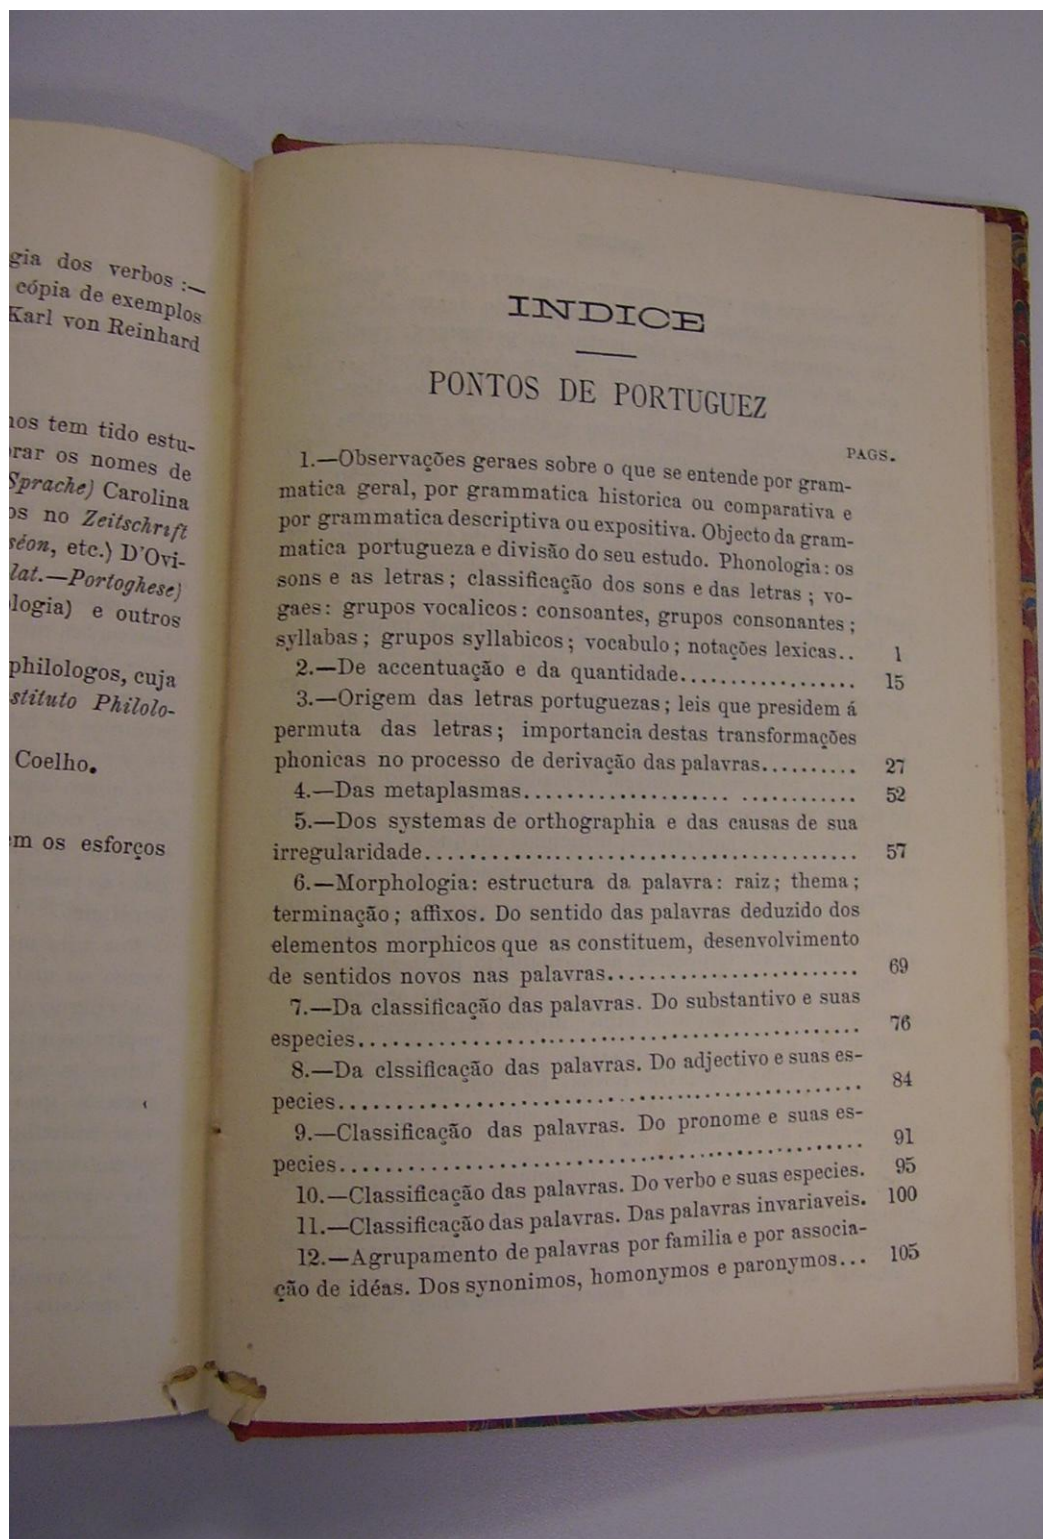 gia dos verbos :—
cópia de exemplos
Karl von Reinhard
nos tem tido estu-
rar os nomes de
Sprache) Carolina
os no Zeitschrift
séon, etc.) D'Ovi-
lat.—Portoghese)
logia) e outros
philologos, cuja
stituto Philolo-
Coelho.
em os esforços
INDICE
PONTOS DE PORTUGUEZ
PAGS.
1.—Observações geraes sobre o que se entende por gram-
matica geral, por grammatica historica ou comparativa e
por grammatica descriptiva ou expositiva. Objecto da gram-
matica portugueza e divisão do seu estudo. Phonologia: os
sons e as letras; classificação dos sons e das letras; vo-
gaes: grupos vocalicos: consoantes, grupos consonantes;
syllabas; grupos syllabicos; vocabulo; notações lexicas.. 1
2.—De accentuação e da quantidade.................. 15
3.—Origem das letras portuguezas; leis que presidem á
permuta das letras; importancia destas transformações
phonicas no processo de derivação das palavras.......... 27
4.—Das metaplasmas..................... ............ 52
5.—Dos systemas de orthographia e das causas de sua
irregularidade.......................................... 57
6.—Morphologia: estructura da palavra: raiz; thema;
terminação; affixos. Do sentido das palavras deduzido dos
elementos morphicos que as constituem, desenvolvimento
de sentidos novos nas palavras......................... 69
7.—Da classificação das palavras. Do substantivo e suas
especies................................................ 76
8.—Da clssificação das palavras. Do adjectivo e suas es-
pecies.................................................. 84
9.—Classificação das palavras. Do pronome e suas es-
pecies.................................................. 91
10.—Classificação das palavras. Do verbo e suas especies. 95
11.—Classificação das palavras. Das palavras invariaveis. 100
12.—Agrupamento de palavras por familia e por associa-
ção de idéas. Dos synonimos, homonymos e paronymos... 105